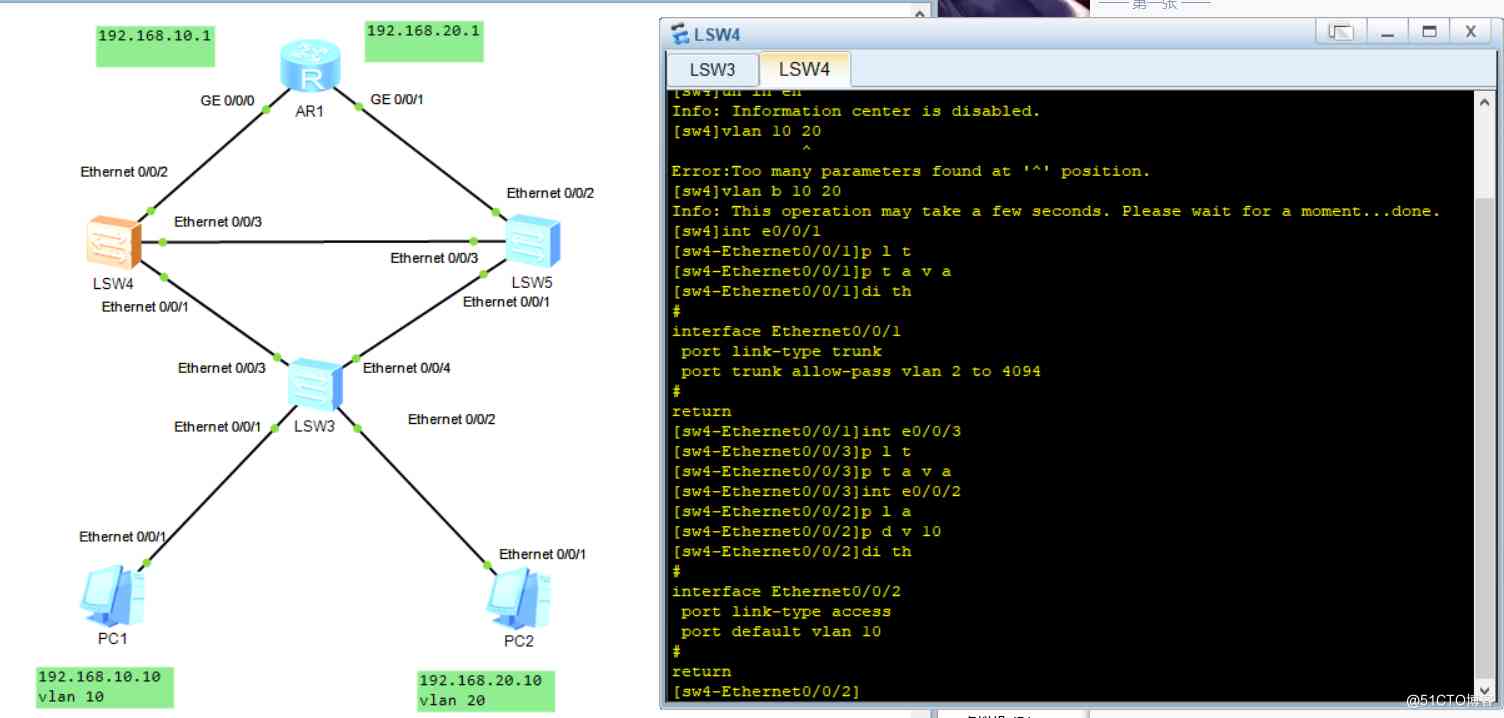 第一张
192.168.10.1
192.168.20.1
GE 0/0/0
GE 0/0/1
AR1
Ethernet 0/0/2
Ethernet 0/0/2
Ethernet 0/0/3
Ethernet 0/0/3
LSW4
LSW5
Ethernet 0/0/1
Ethernet 0/0/1
Ethernet 0/0/3
Ethernet 0/0/4
Ethernet 0/0/1
LSW3
Ethernet 0/0/2
Ethernet 0/0/1
Ethernet 0/0/1
PC1
PC2
192.168.10.10
vlan 10
192.168.20.10
vlan 20
LSW4
LSW3
LSW4
[sw4]un in en
Info: Information center is disabled.
[sw4]vlan 10 20
^
Error:Too many parameters found at '^' position.
[sw4]vlan b 10 20
Info: This operation may take a few seconds. Please wait for a moment...done.
[sw4]int e0/0/1
[sw4-Ethernet0/0/1]p l t
[sw4-Ethernet0/0/1]p t a v a
[sw4-Ethernet0/0/1]di th
#
interface Ethernet0/0/1
port link-type trunk
port trunk allow-pass vlan 2 to 4094
#
return
[sw4-Ethernet0/0/1]int e0/0/3
[sw4-Ethernet0/0/3]p l t
[sw4-Ethernet0/0/3]p t a v a
[sw4-Ethernet0/0/3]int e0/0/2
[sw4-Ethernet0/0/2]p l a
[sw4-Ethernet0/0/2]p d v 10
[sw4-Ethernet0/0/2]di th
#
interface Ethernet0/0/2
port link-type access
port default vlan 10
#
return
[sw4-Ethernet0/0/2]
@51CTO博客